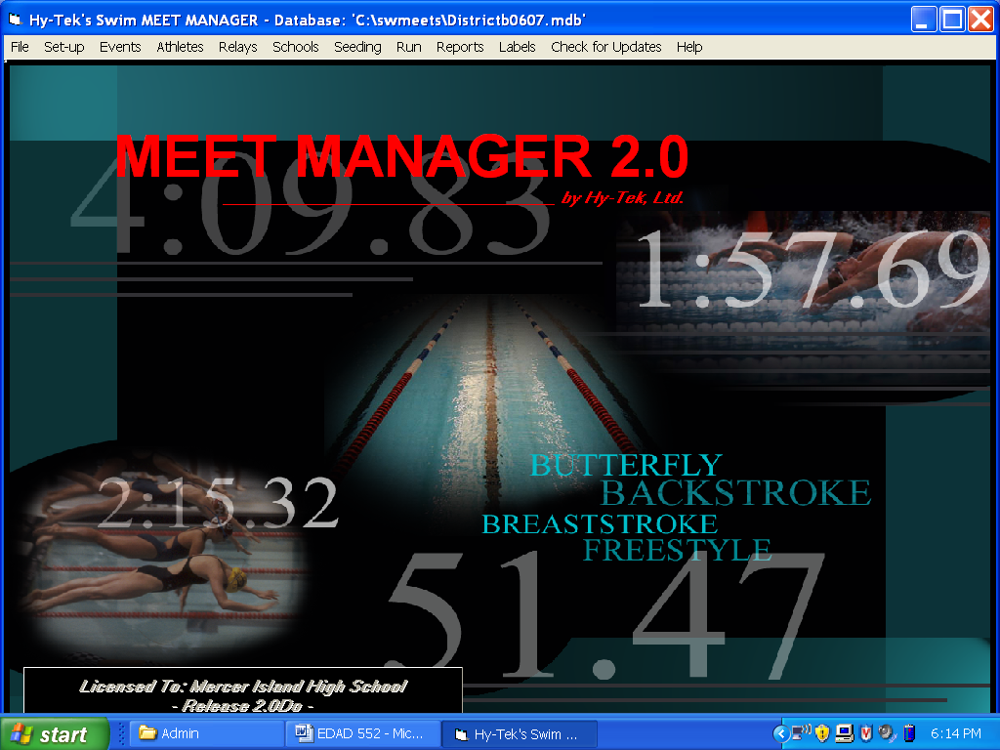 Hy-Tek's Swim MEET MANAGER - Database: 'C:\swmeets\Districtb0607.mdb'
File Set-up Events Athletes Relays Schools Seeding Run Reports Labels Check for Updates Help
MEET MANAGER 2.0
4:09.83
by Hy-Tek, Ltd.
1:57.69
BUTTERFLY
2:15.32
BACKSTROKE
BREASTSTROKE
FREESTYLE
51.47
Licensed To: Mercer Island High School
- Release 2.0Do -
start Admin EDAD 552 - Mic... Hy-Tek's Swim ... 6:14 PM